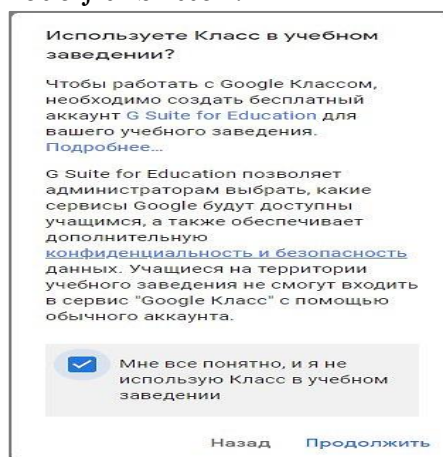 Используете Класс в учебном
заведении?
Чтобы работать с Google Классом,
необходимо создать бесплатный
аккаунт G Suite for Education для
вашего учебного заведения.
Подробнее...
G Suite for Education позволяет
администраторам выбрать, какие
сервисы Google будут доступны
учащимся, а также обеспечивает
дополнительную
конфиденциальность и безопасность
данных. Учащиеся на территории
учебного заведения не смогут входить
в сервис "Google Класс" с помощью
обычного аккаунта.
Мне все понятно, и я не
использую Класс в учебном
заведении
Назад Продолжить